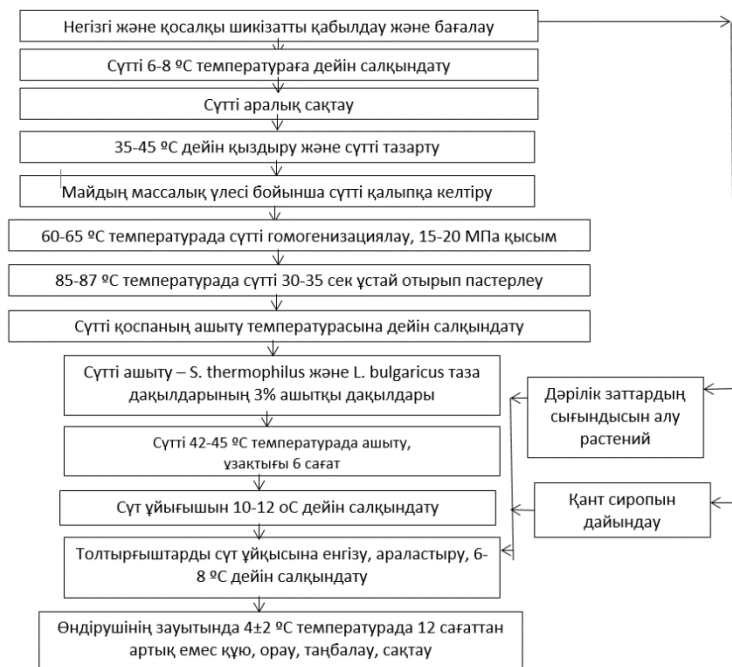 Негізгі және қосалқы шикізатты қабылдау және бағалау
Сүтті 6-8 ºС температураға дейін салқындату
Сүтті аралық сақтау
35-45 ºС дейін қыздыру және сүтті тазарту
Майдың массалық үлесі бойынша сүтті қалыпқа келтіру
60-65 ºС температурада сүтті гомогенизациялау, 15-20 МПа қысым
85-87 ºС температурада сүтті 30-35 сек ұстай отырып пастерлеу
Сүтті қоспаның ашыту температурасына дейін салқындату
Сүтті ашыту – S. thermophilus және L. bulgaricus таза
дақылдарының 3% ашытқы дақылдары
Сүтті 42-45 ºС температурада ашыту,
ұзақтығы 6 сағат
Сүт ұйығышын 10-12 оС дейін салқындату
Толтырғыштарды сүт ұйқысына енгізу, араластыру, 6-
8 ºС дейін салқындату
Өндірушінің зауытында 4±2 ºС температурада 12 сағаттан
артық емес құю, орау, таңбалау, сақтау
Дәрілік заттардың
сығындысын алу
растений
Қант сиропын
дайындау